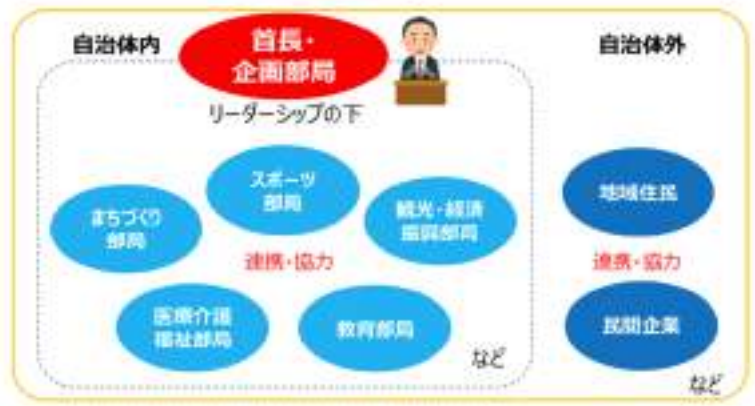 自治体内
首長・
企画部局
自治体外
リーダーシップの下
スポーツ
部局
まちづくり
部局
観光・経済
振興部局
地域住民
連携・協力
連携・協力
医療介護
福祉部局
教育部局
民間企業
など
など